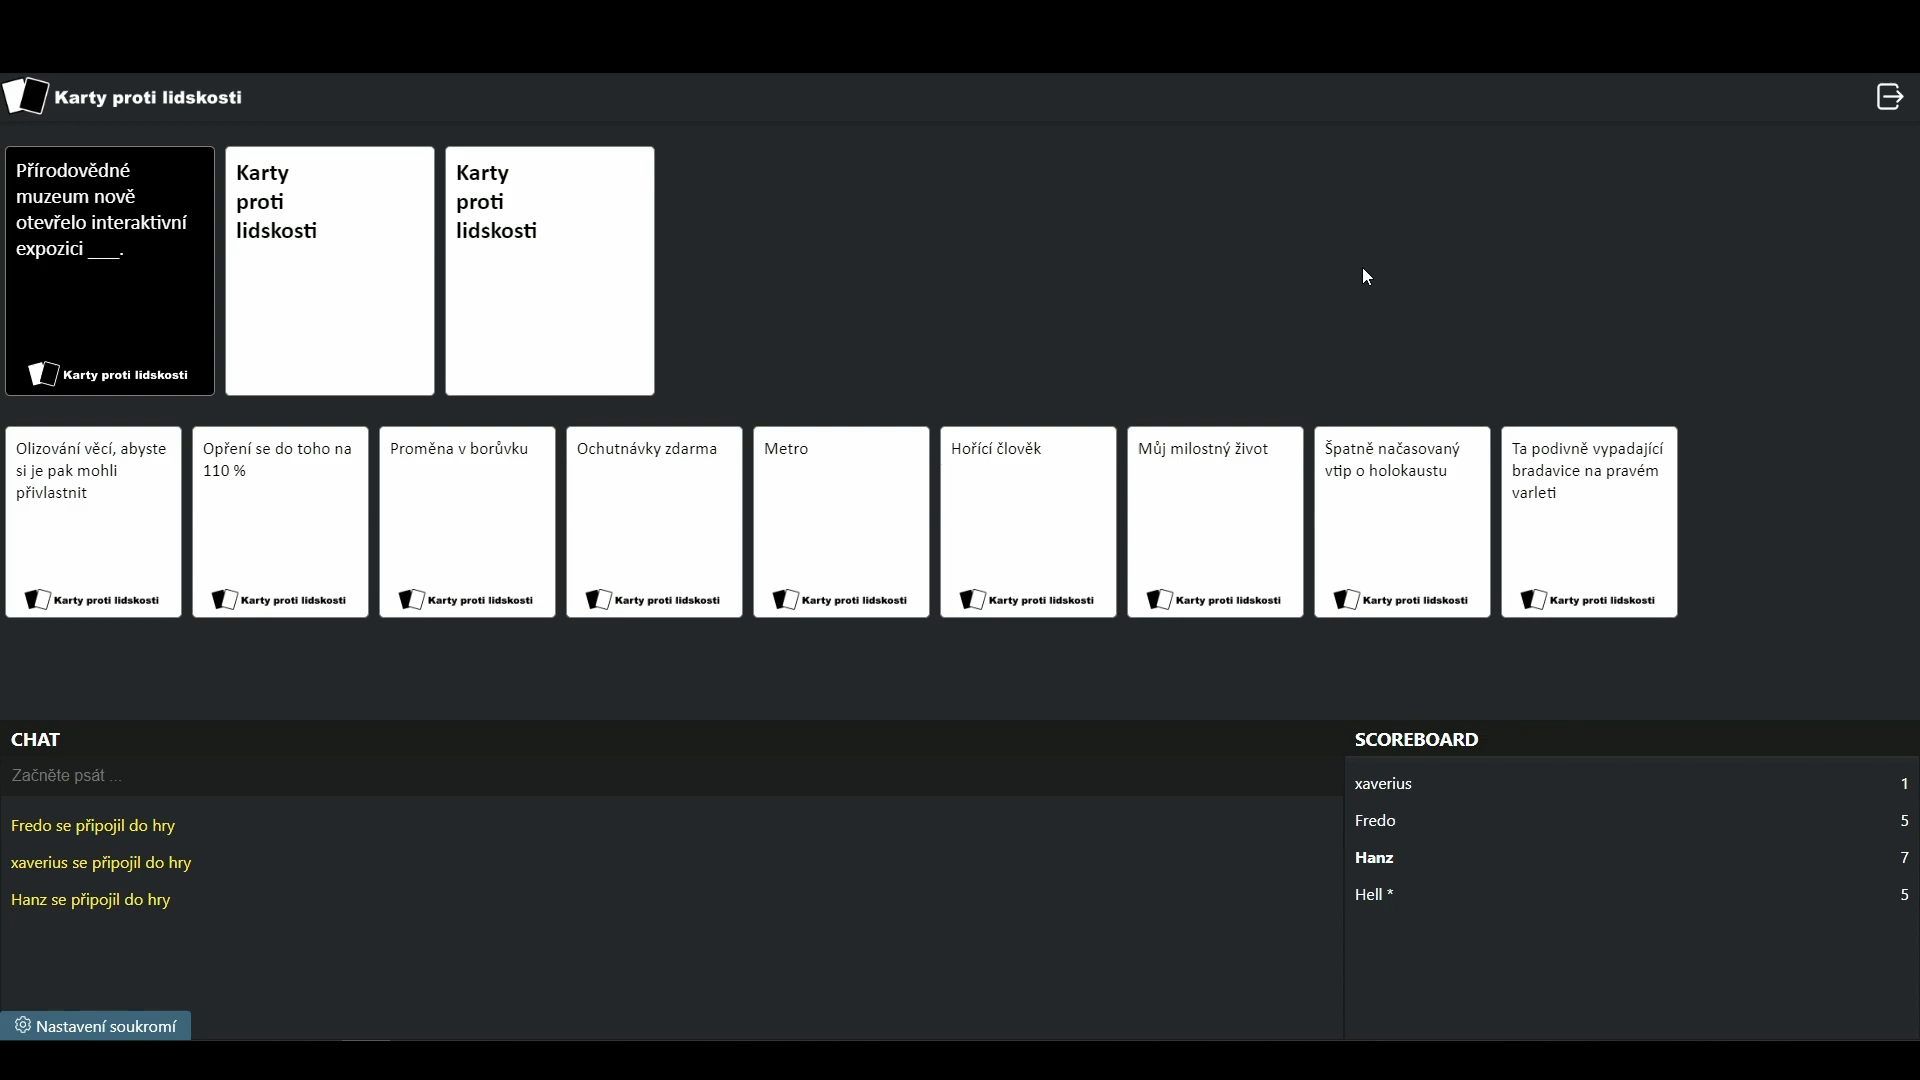 Karty proti lidskosti
Přírodovědné
muzeum nově
otevřelo interaktivní
expozici ___.
Karty proti lidskosti
Karty
proti
lidskosti
Karty
proti
lidskosti
Olizování věcí, abyste
si je pak mohli
přivlastnit
Karty proti lidskosti
Opření se do toho na
110 %
Karty proti lidskosti
Proměna v borůvku
Karty proti lidskosti
Ochutnávky zdarma
Karty proti lidskosti
Metro
Karty proti lidskosti
Hořící člověk
Karty proti lidskosti
Můj milostný život
Karty proti lidskosti
Špatně načasovaný
vtip o holokaustu
Karty proti lidskosti
Ta podivně vypadající
bradavice na pravém
varleti
Karty proti lidskosti
CHAT
Začněte psát ...
Fredo se připojil do hry
xaverius se připojil do hry
Hanz se připojil do hry
Nastavení soukromí
SCOREBOARD
xaverius 1
Fredo 5
Hanz 7
Hell * 5